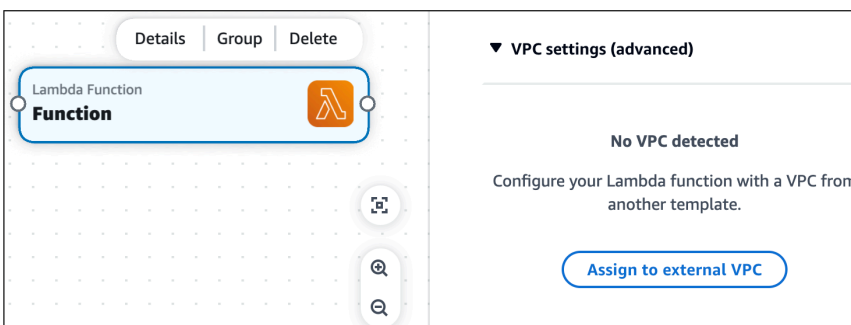 Details Group Delete
Lambda Function
Function
▼ VPC settings (advanced)
No VPC detected
Configure your Lambda function with a VPC from
another template.
Assign to external VPC